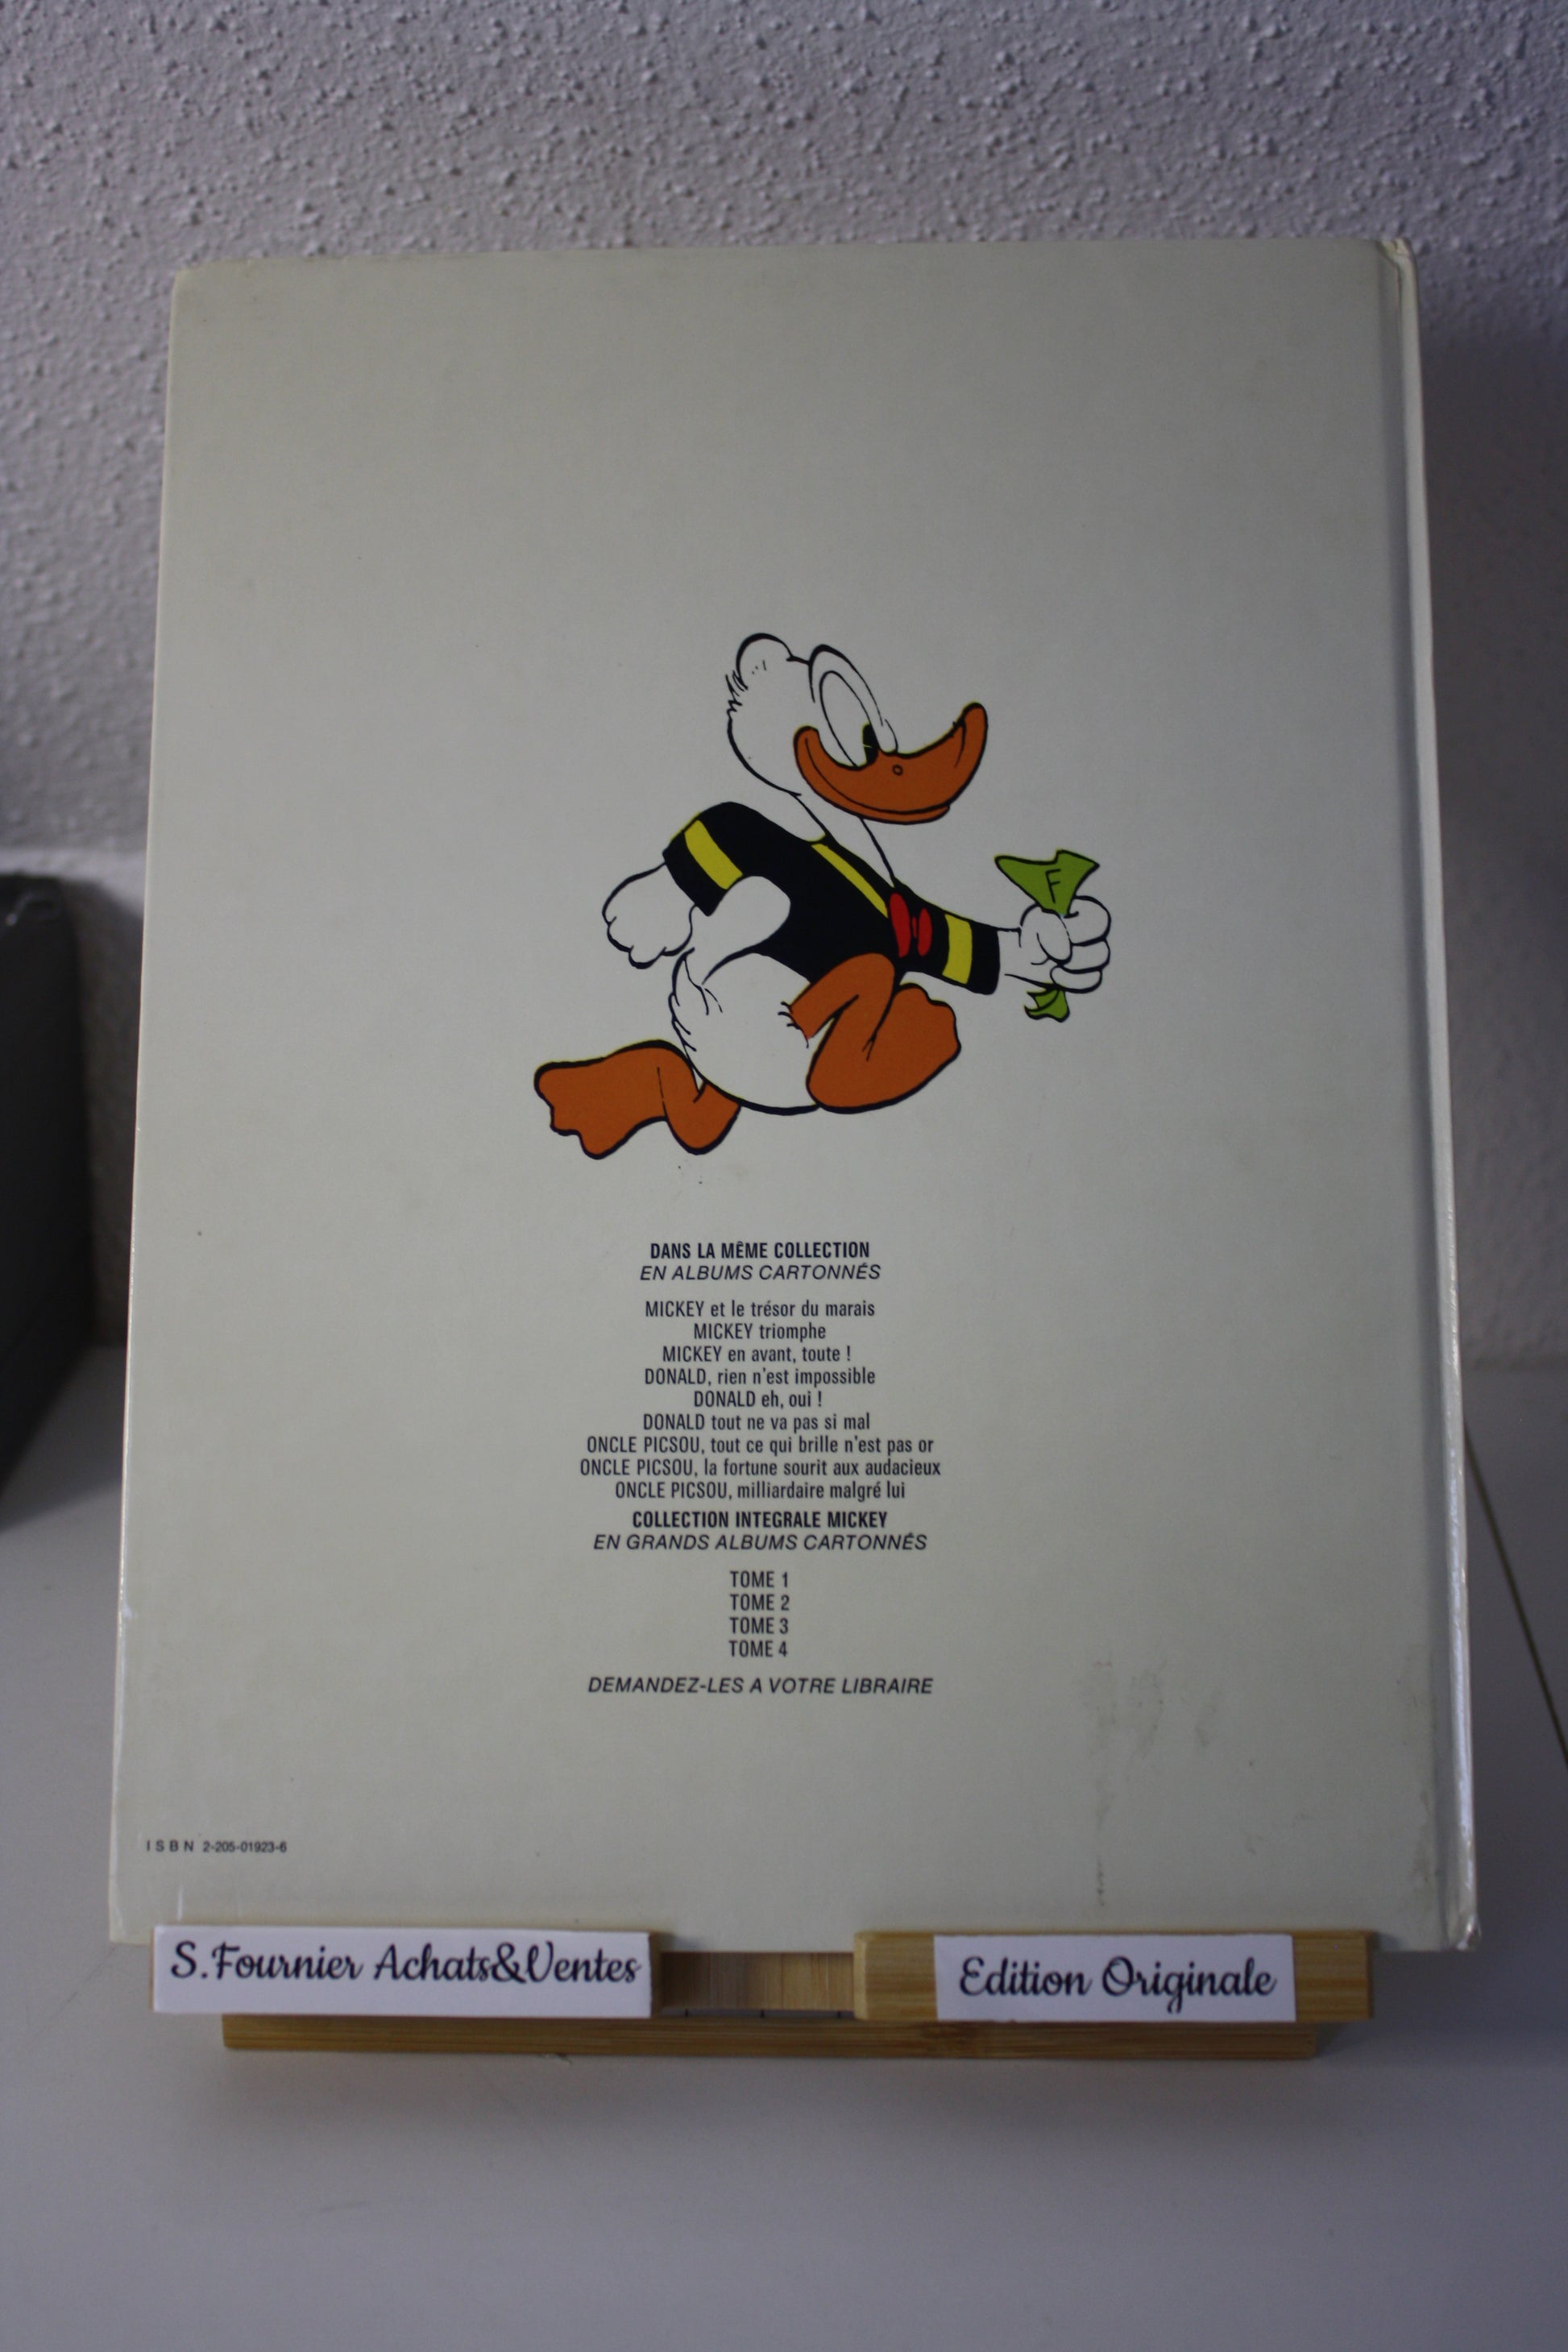 F
DANS LA MÊME COLLECTION
EN ALBUMS CARTONNÉS
MICKEY et le trésor du marais
MICKEY triomphe
MICKEY en avant, toute !
DONALD, rien n'est impossible
DONALD eh, oui !
DONALD tout ne va pas si mal
ONCLE PICSOU, tout ce qui brille n'est pas or
ONCLE PICSOU, la fortune sourit aux audacieux
ONCLE PICSOU, milliardaire malgré lui
COLLECTION INTEGRALE MICKEY
EN GRANDS ALBUMS CARTONNÉS
TOME 1
TOME 2
TOME 3
TOME 4
DEMANDEZ-LES A VOTRE LIBRAIRE
ISBN 2-205-01923-6
S.Fournier Achats&Ventes
Edition Originale